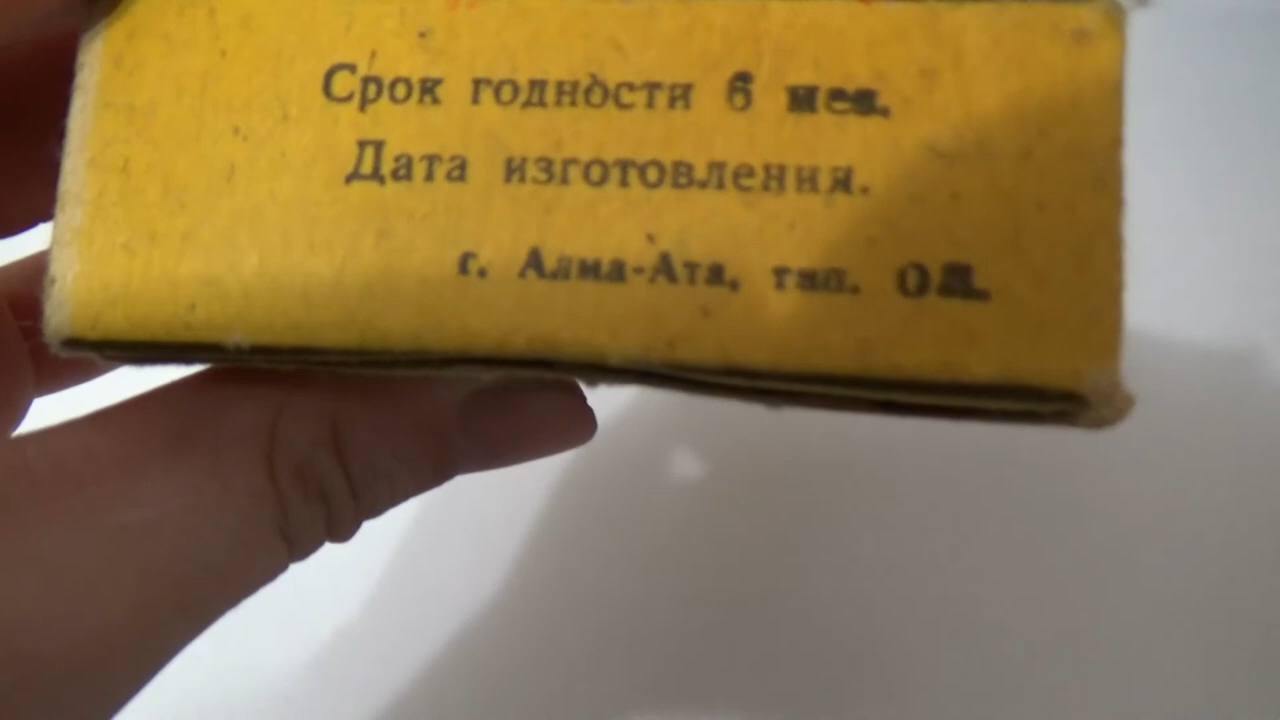 Срок годности 6 мес.
Дата изготовления.
г. Алма-Ата, тип.